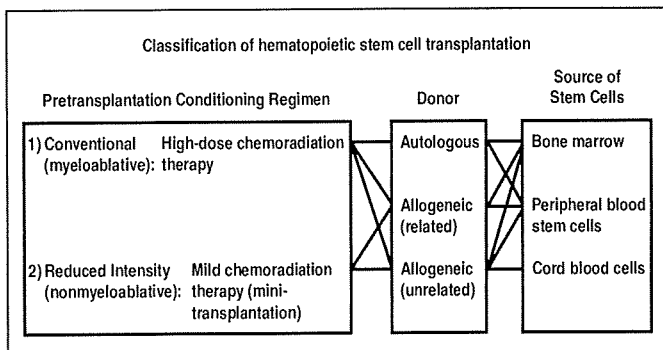 Classification of hematopoietic stem cell transplantation
Pretransplantation Conditioning Regimen
Donor
Source of
Stem Cells
1) Conventional High-dose chemoradiation
(myeloablative): therapy
2) Reduced Intensity Mild chemoradiation
(nonmyeloablative): therapy (mini-
transplantation)
Autologous
Allogeneic
(related)
Allogeneic
(unrelated)
Bone marrow
Peripheral blood
stem cells
Cord blood cells